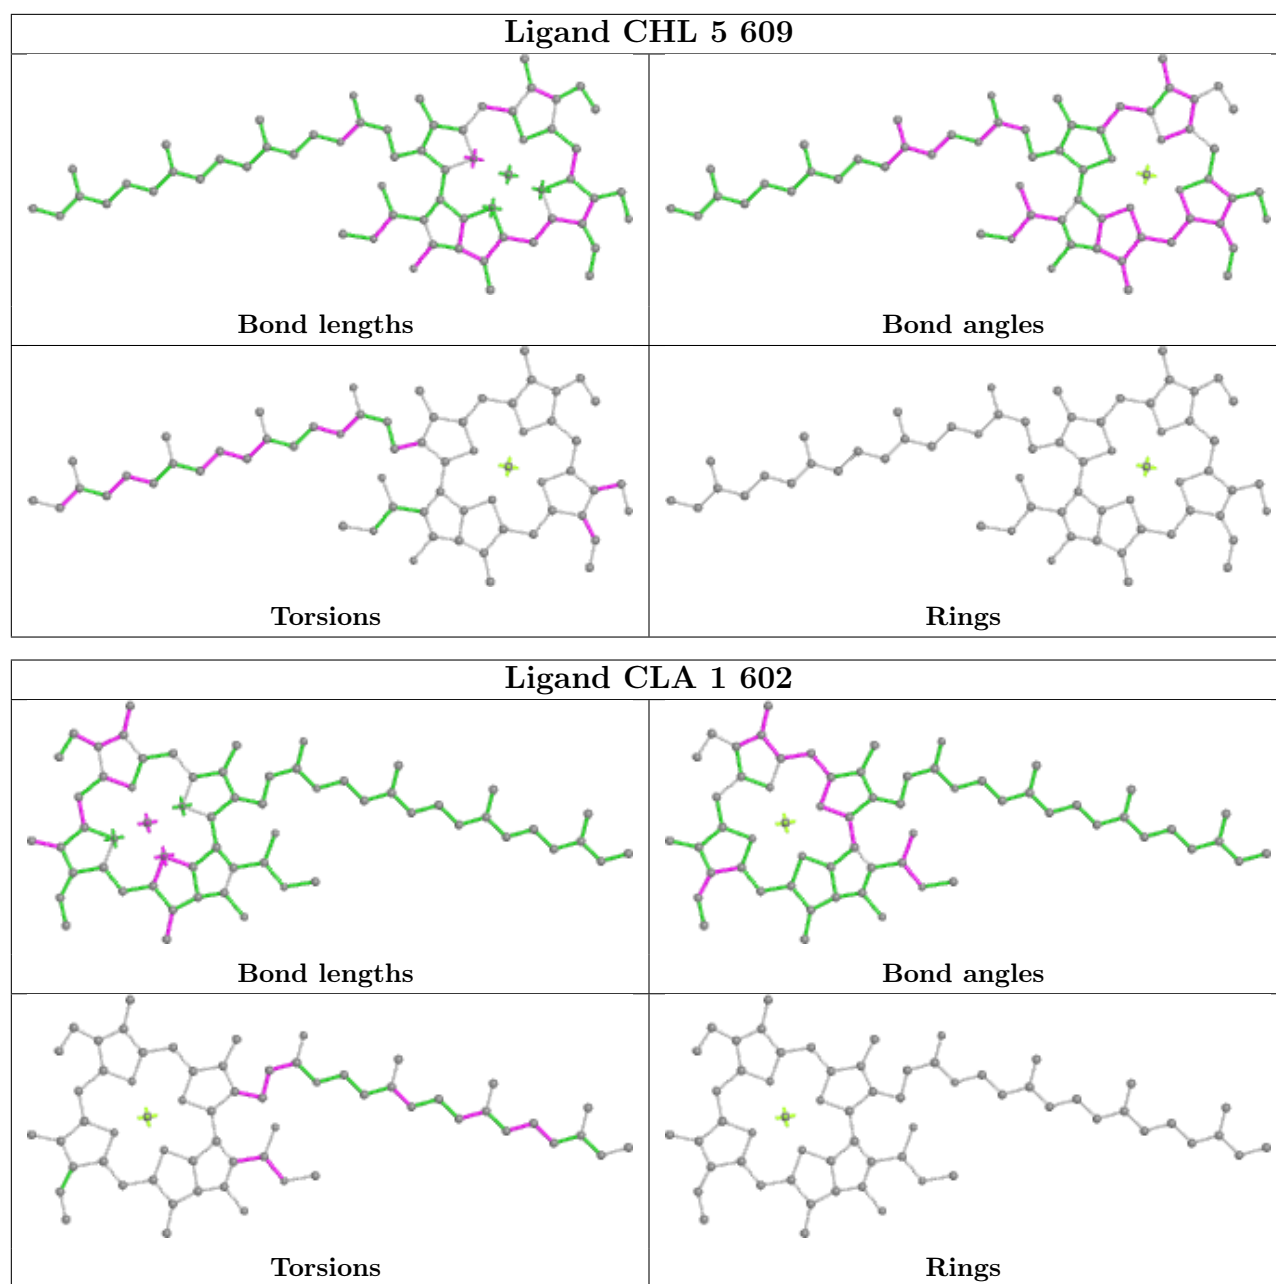 Ligand CHL 5 609
Bond lengths
Bond angles
Torsions
Rings
Ligand CLA 1 602
Bond lengths
Bond angles
Torsions
Rings